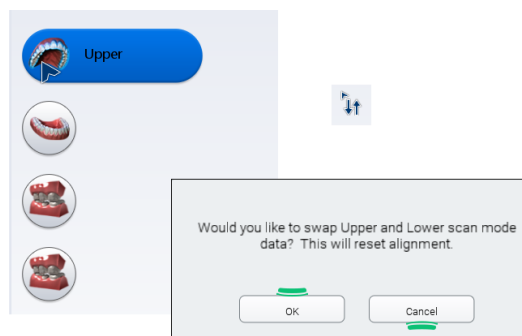 Upper
Would you like to swap Upper and Lower scan mode
data? This will reset alignment.
OK
Cancel